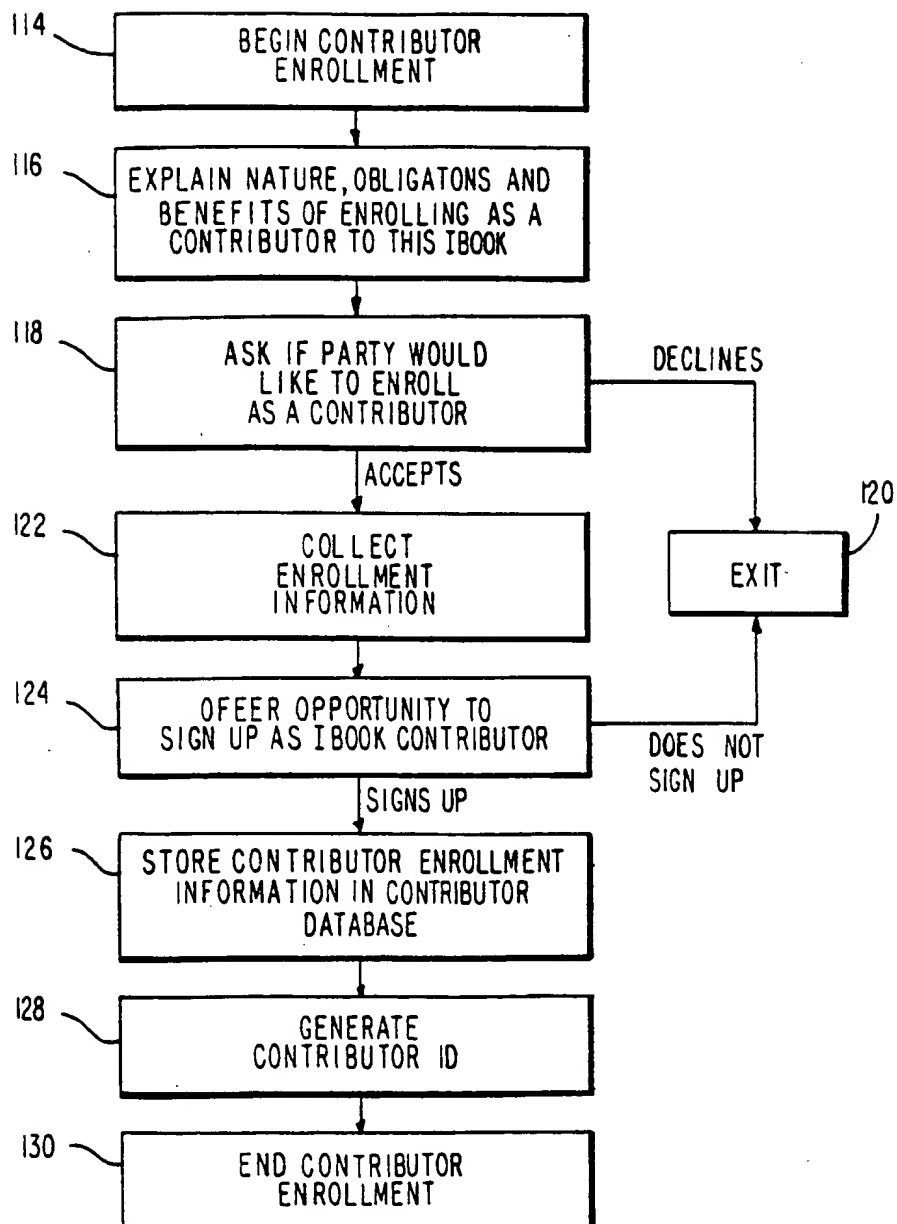 114
BEGIN CONTRIBUTOR
ENROLLMENT
116
EXPLAIN NATURE, OBLIGATONS AND
BENEFITS OF ENROLLING AS A
CONTRIBUTOR TO THIS IBOOK
118
ASK IF PARTY WOULD
LIKE TO ENROLL
AS A CONTRIBUTOR
DECLINES
ACCEPTS
120
EXIT
122
COLLECT
ENROLLMENT
INFORMATION
124
OFEER OPPORTUNITY TO
SIGN UP AS IBOOK CONTRIBUTOR
DOES NOT
SIGN UP
SIGNS UP
126
STORE CONTRIBUTOR ENROLLMENT
INFORMATION IN CONTRIBUTOR
DATABASE
128
GENERATE
CONTRIBUTOR ID
130
END CONTRIBUTOR
ENROLLMENT